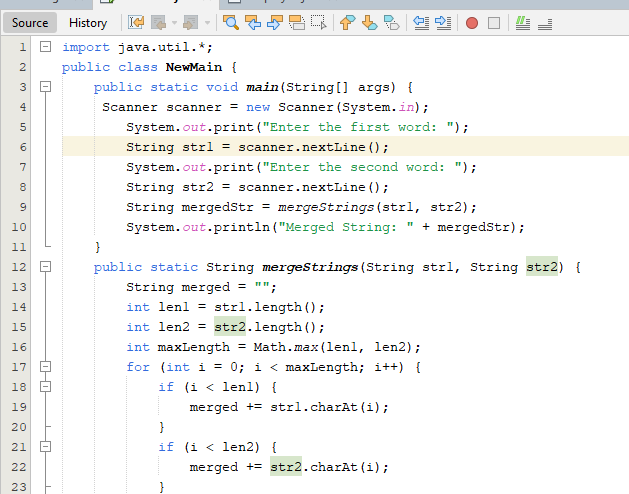 Source History
1 import java.util.*;
2 public class NewMain {
3 public static void main(String[] args) {
4 Scanner scanner = new Scanner(System.in);
5 System.out.print("Enter the first word: ");
6 String str1 = scanner.nextLine();
7 System.out.print("Enter the second word: ");
8 String str2 = scanner.nextLine();
9 String mergedStr = mergeStrings(str1, str2);
10 System.out.println("Merged String: " + mergedStr);
11 }
12 public static String mergeStrings(String str1, String str2) {
13 String merged = "";
14 int len1 = str1.length();
15 int len2 = str2.length();
16 int maxLength = Math.max(len1, len2);
17 for (int i = 0; i < maxLength; i++) {
18 if (i < len1) {
19 merged += str1.charAt(i);
20 }
21 if (i < len2) {
22 merged += str2.charAt(i);
23 }